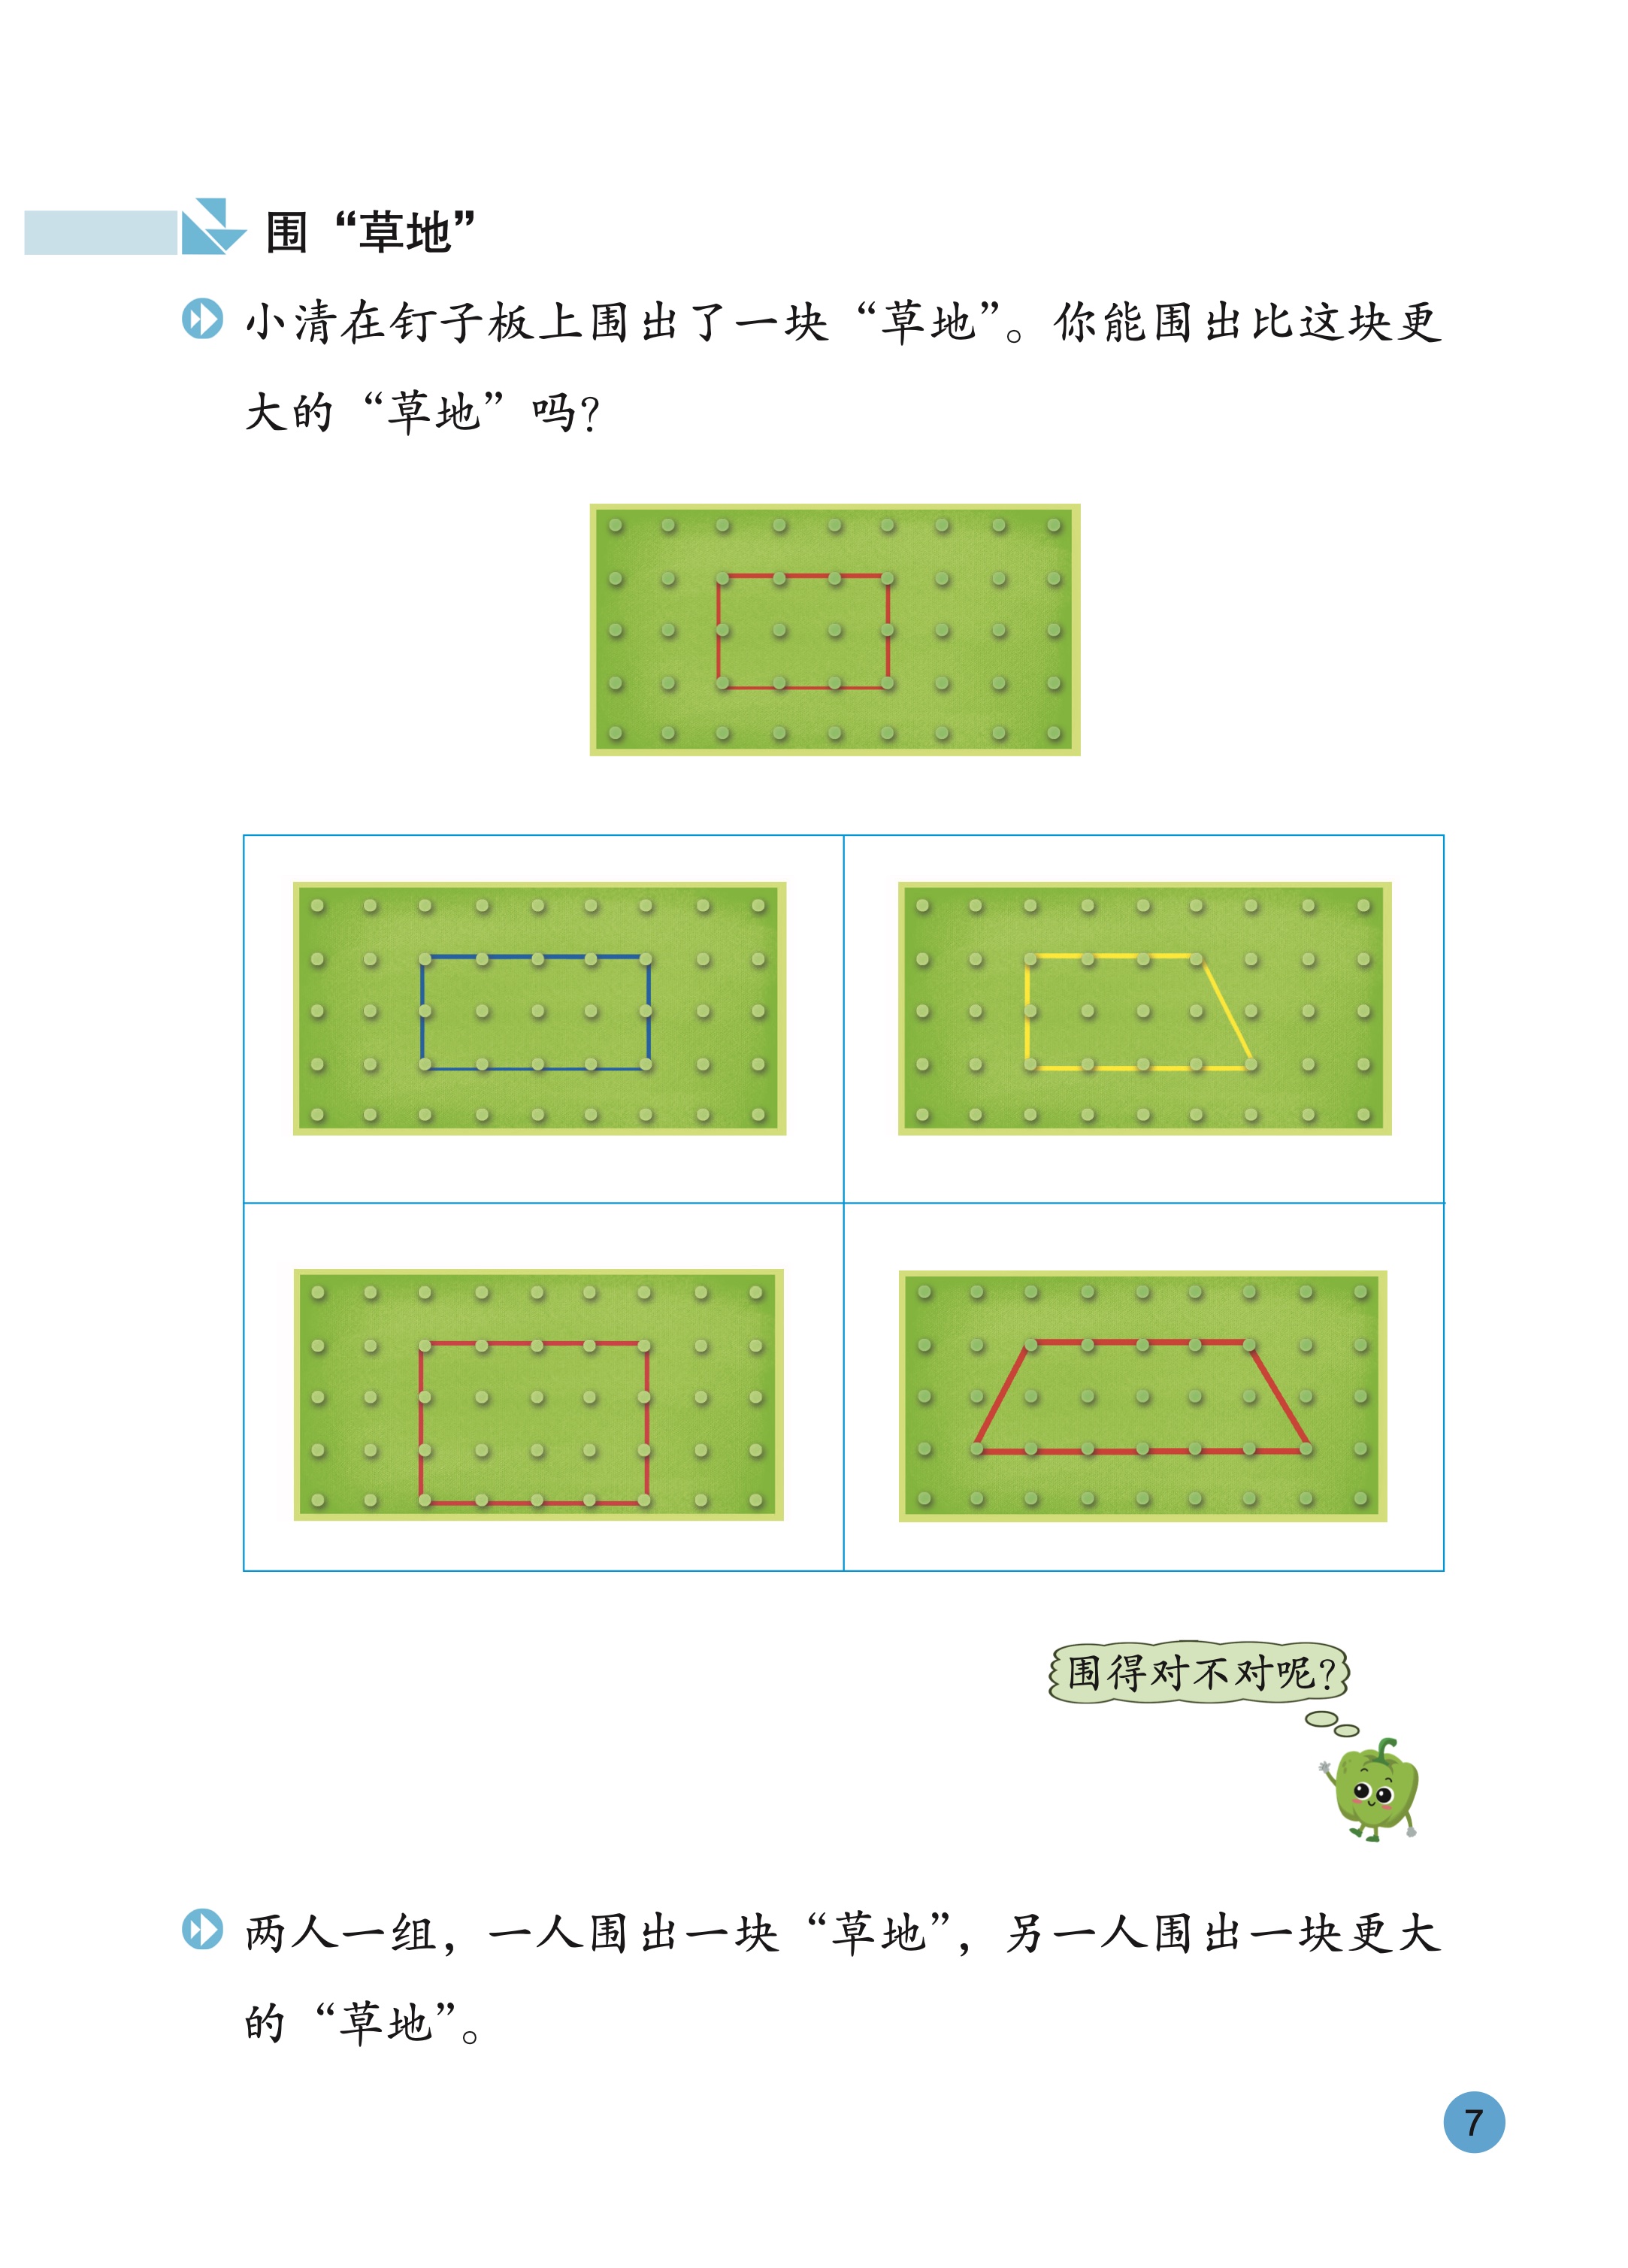 围“草地”
小清在钉子板上围出了一块“草地”。你能围出比这块更
大的“草地”吗？
围得对不对呢？
两人一组，一人围出一块“草地”，另一人围出一块更大
的“草地”。
7